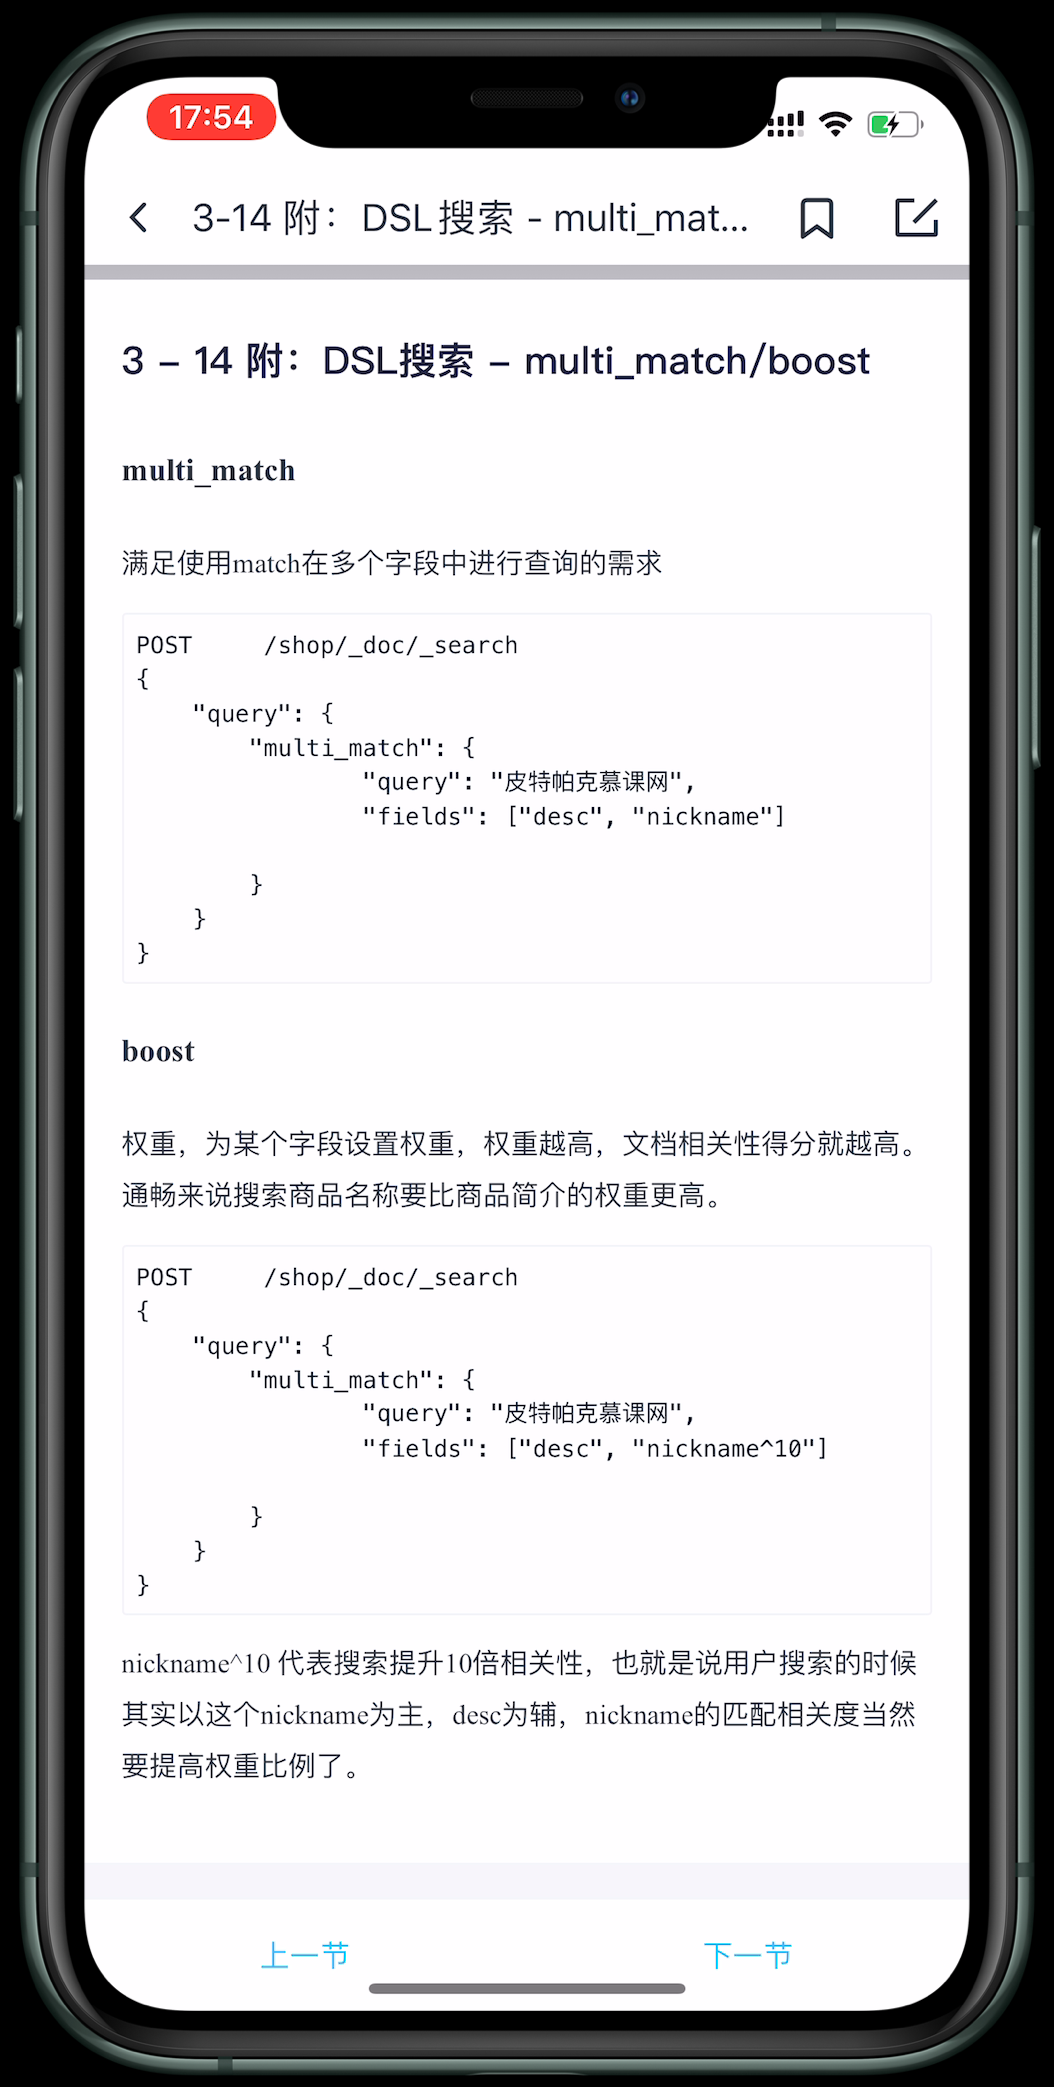 17:54
3-14 附：DSL搜索 - multi_mat...
3 – 14 附：DSL搜索 – multi_match/boost
multi_match
满足使用match在多个字段中进行查询的需求
POST     /shop/_doc/_search
{
    "query": {
        "multi_match": {
                "query": "皮特帕克慕课网",
                "fields": ["desc", "nickname"]
        }
    }
}
boost
权重，为某个字段设置权重，权重越高，文档相关性得分就越高。
通畅来说搜索商品名称要比商品简介的权重更高。
POST     /shop/_doc/_search
{
    "query": {
        "multi_match": {
                "query": "皮特帕克慕课网",
                "fields": ["desc", "nickname^10"]
        }
    }
}
nickname^10 代表搜索提升10倍相关性，也就是说用户搜索的时候
其实以这个nickname为主，desc为辅，nickname的匹配相关度当然
要提高权重比例了。
上一节
下一节